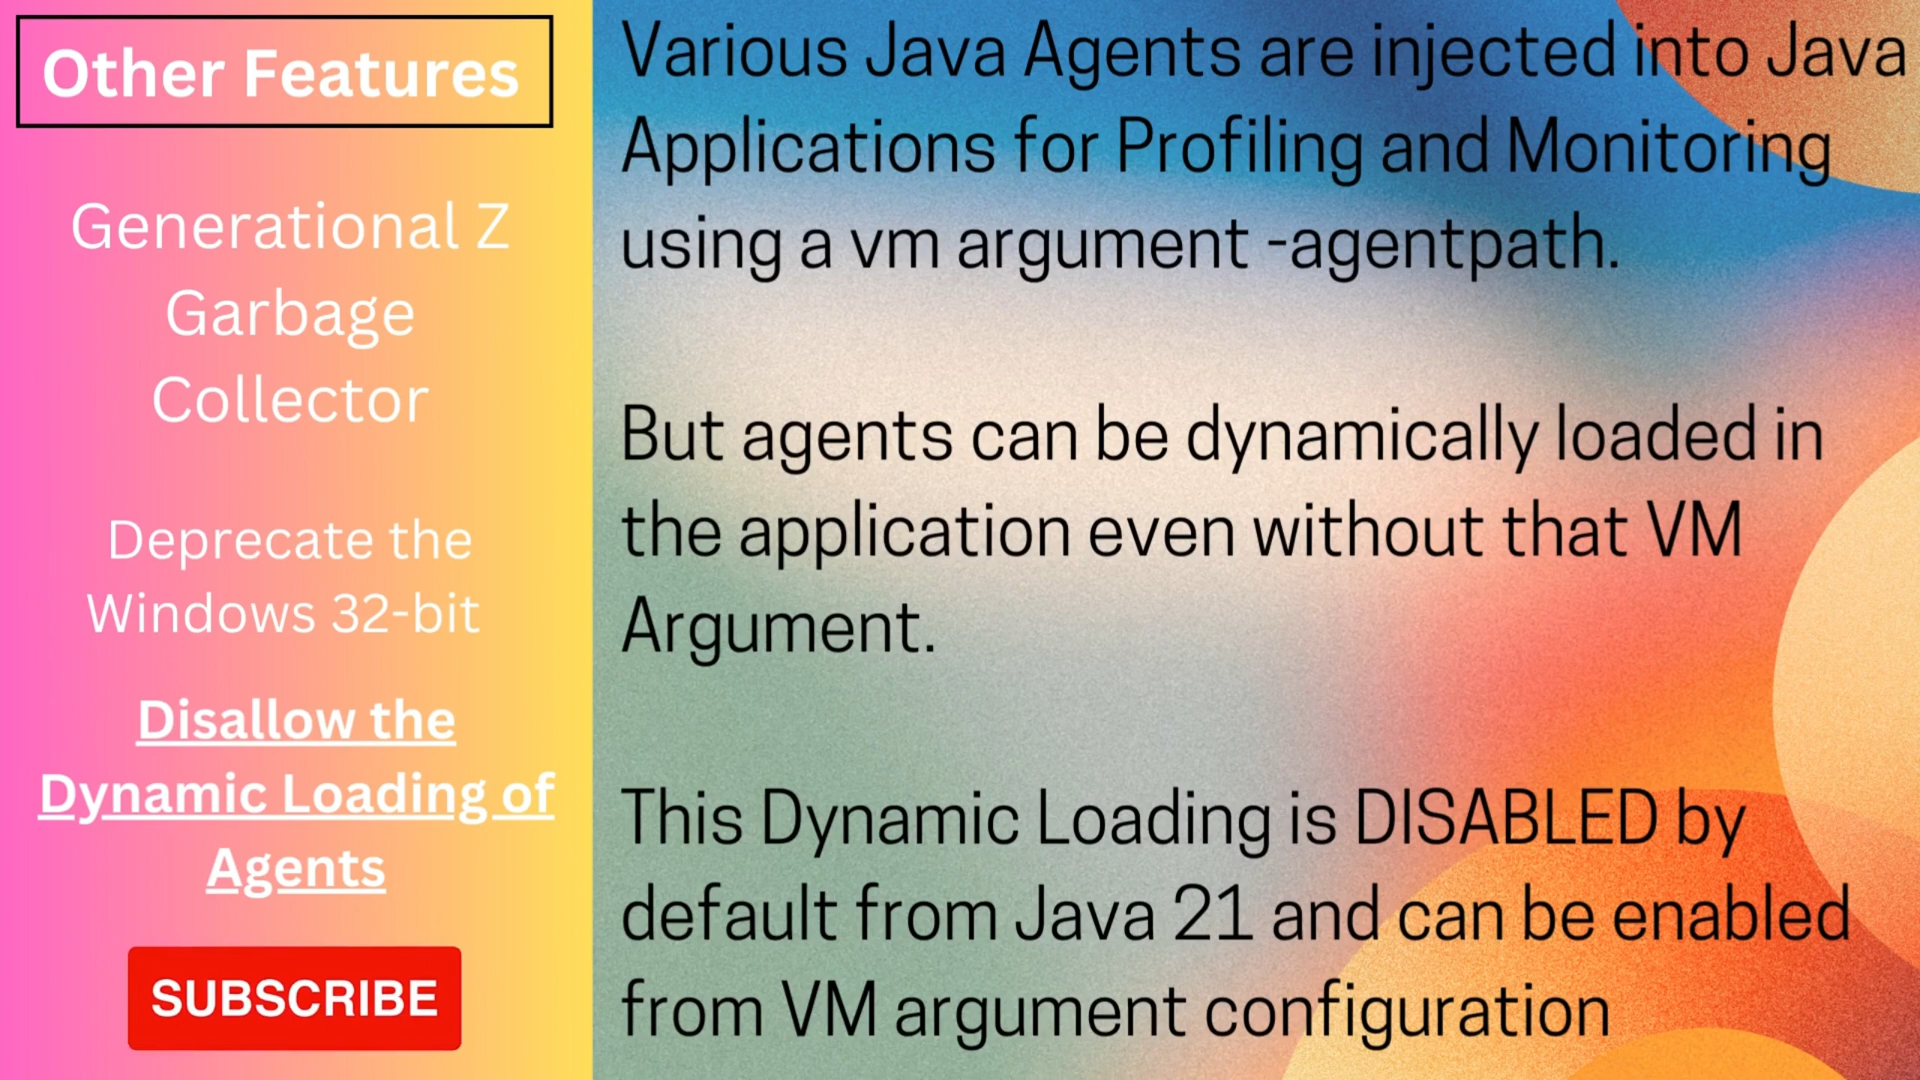 Other Features
Generational Z
Garbage
Collector
Deprecate the
Windows 32-bit
Disallow the
Dynamic Loading of
Agents
SUBSCRIBE
Various Java Agents are injected into Java
Applications for Profiling and Monitoring
using a vm argument -agentpath.
But agents can be dynamically loaded in
the application even without that VM
Argument.
This Dynamic Loading is DISABLED by
default from Java 21 and can be enabled
from VM argument configuration